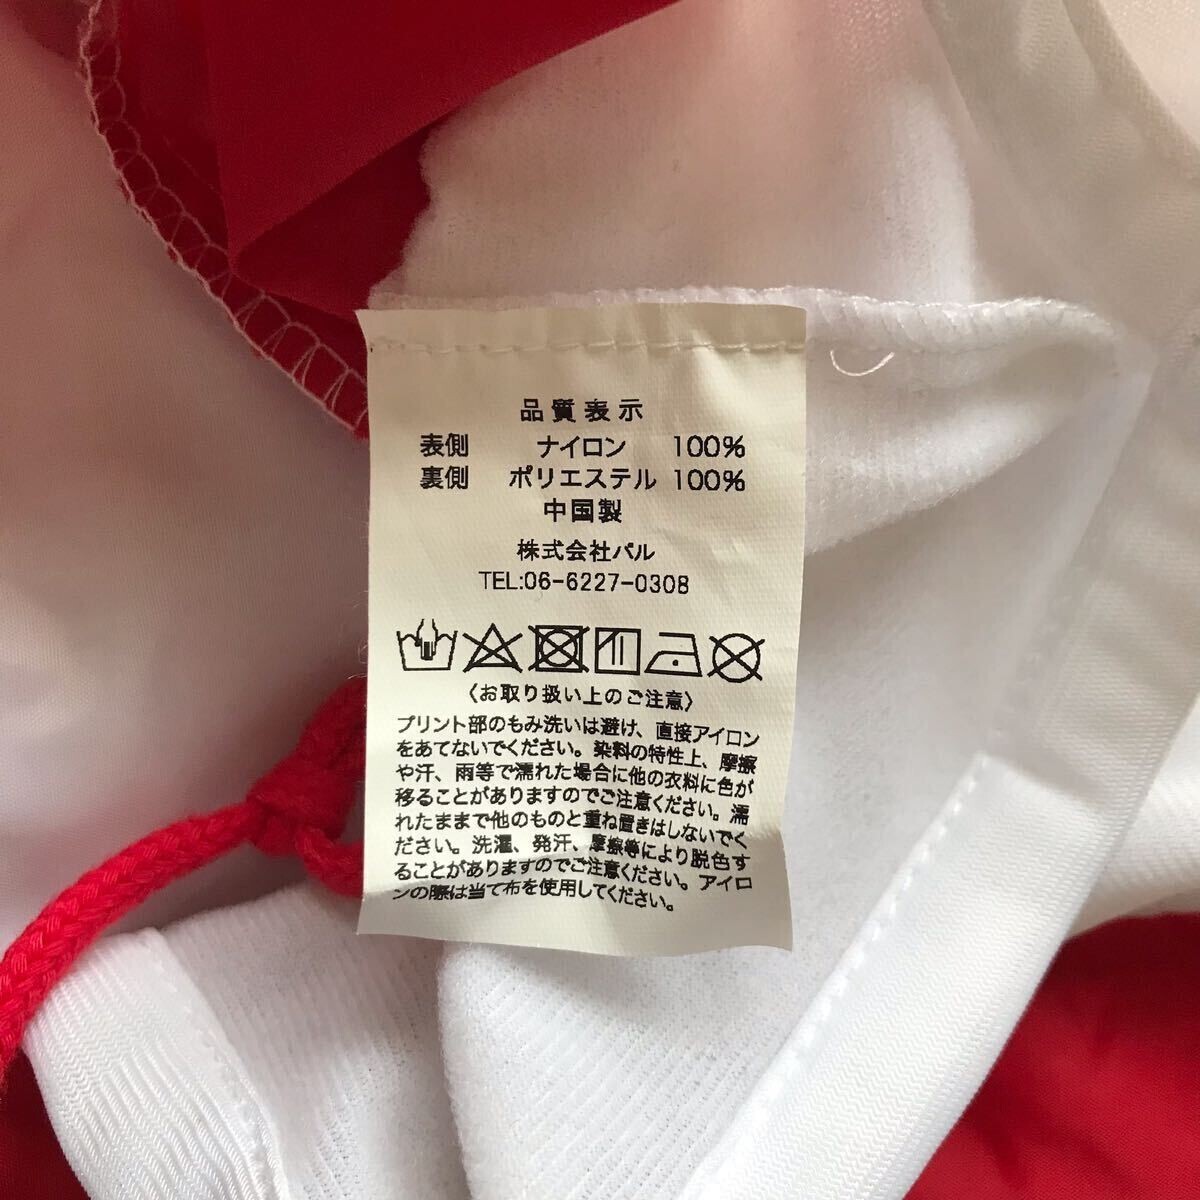 品質表示
表側 ナイロン 100%
裏側 ポリエステル 100%
中国製
株式会社パル
TEL:06-6227-0308
〈お取り扱い上のご注意〉
プリント部のもみ洗いは避け、直接アイロン
をあてないでください。染料の特性上、摩擦
や汗、雨等で濡れた場合に他の衣料に色が
移ることがありますのでご注意ください。濡
れたままで他のものと重ね置きはしないでく
ださい。洗濯、発汗、摩擦等により脱色す
ることがありますのでご注意ください。アイロ
ンの際は当て布を使用してください。